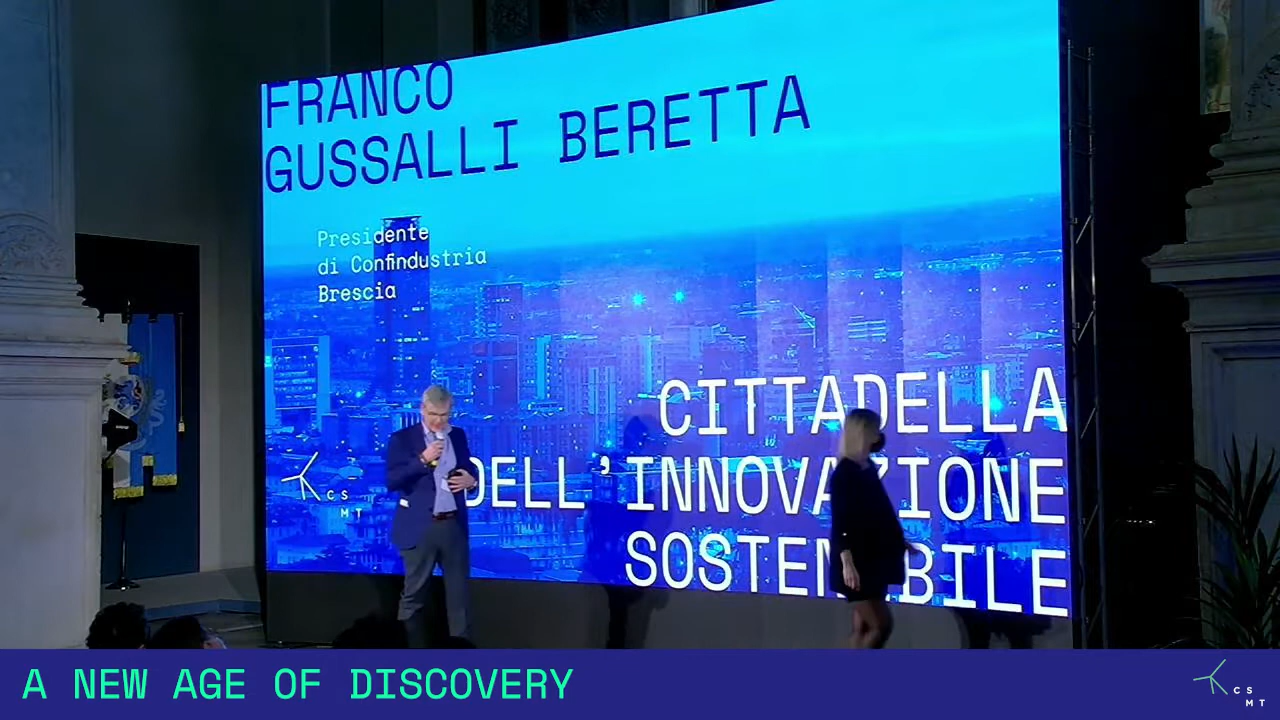 FRANCO
GUSSALLI BERETTA
Presidente
di Confindustria
Brescia
CITTADELLA
DELL'INNOVAZIONE
SOSTENIBILE
CS
MT
A NEW AGE OF DISCOVERY
CS
MT